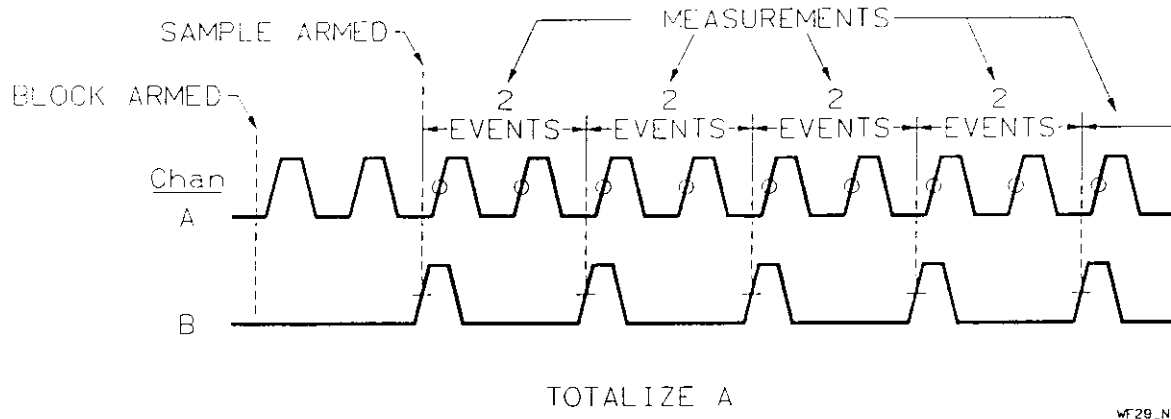 MEASUREMENTS
SAMPLE ARMED
BLOCK ARMED
2 2 2 2
EVENTS EVENTS EVENTS EVENTS
Chan
A
B
TOTALIZE A
WF29_N